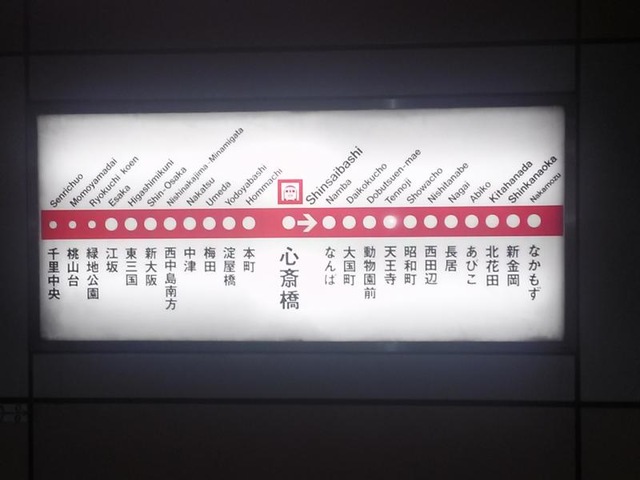 Senrichuo
Momoyamadai
Ryokuchi koen
Esaka
Higashimikuni
Shin-Osaka
Nishinakajima Minamigata
Nakatsu
Umeda
Yodoyabashi
Hommachi
Shinsaibashi
Namba
Daikokucho
Dobutsuen-mae
Tennoji
Showacho
Nishitanabe
Nagai
Abiko
Kitahanada
Shinkanaoka
Nakamozu
千里中央
桃山台
緑地公園
江坂
東三国
新大阪
西中島南方
中津
梅田
淀屋橋
本町
心斎橋
なんば
大国町
動物園前
天王寺
昭和町
西田辺
長居
あびこ
北花田
新金岡
なかもず